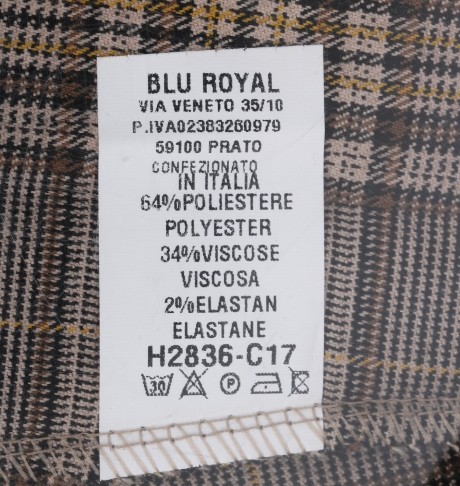 BLU ROYAL
VIA VENETO 35/10
P.IVA02383260979
59100 PRATO
CONFEZIONATO
IN ITALIA
64%POLIESTERE
POLYESTER
34%VISCOSE
VISCOSA
2%ELASTAN
ELASTANE
H2836-C17
30 P